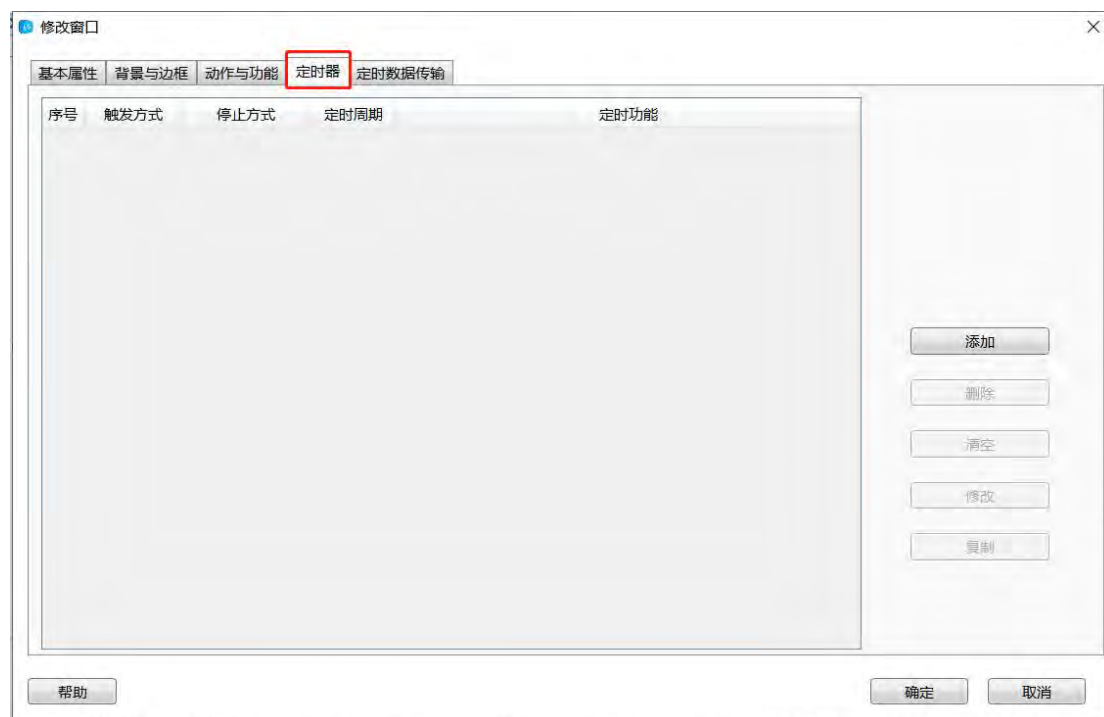 修改窗口
基本属性 背景与边框 动作与功能 定时器 定时数据传输
序号 触发方式 停止方式 定时周期 定时功能
添加
删除
清空
修改
复制
帮助 确定 取消